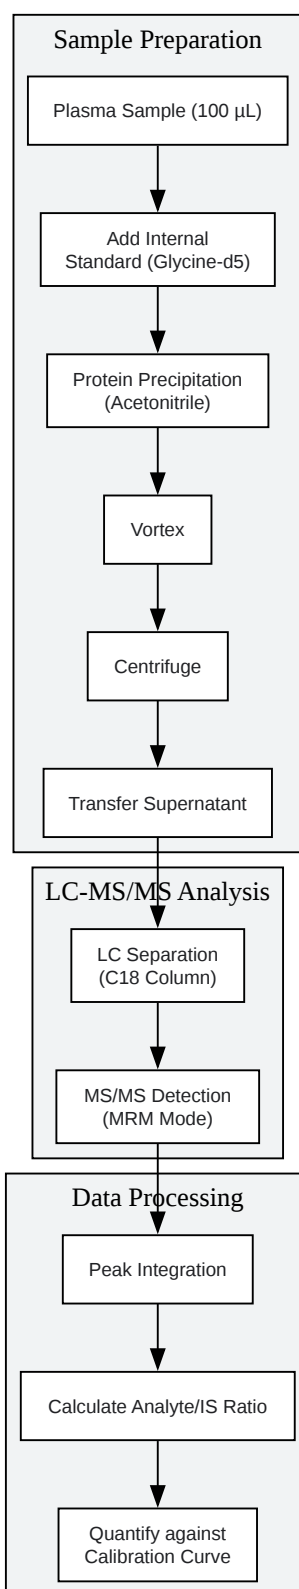 Sample Preparation
Plasma Sample (100 µL)
Add Internal
Standard (Glycine-d5)
Protein Precipitation
(Acetonitrile)
Vortex
Centrifuge
Transfer Supernatant
LC-MS/MS Analysis
LC Separation
(C18 Column)
MS/MS Detection
(MRM Mode)
Data Processing
Peak Integration
Calculate Analyte/IS Ratio
Quantify against
Calibration Curve